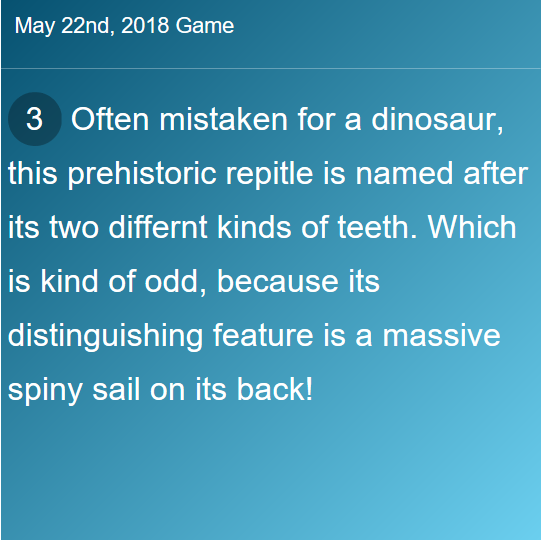 May 22nd, 2018 Game
3 Often mistaken for a dinosaur,
this prehistoric repitle is named after
its two differnt kinds of teeth. Which
is kind of odd, because its
distinguishing feature is a massive
spiny sail on its back!